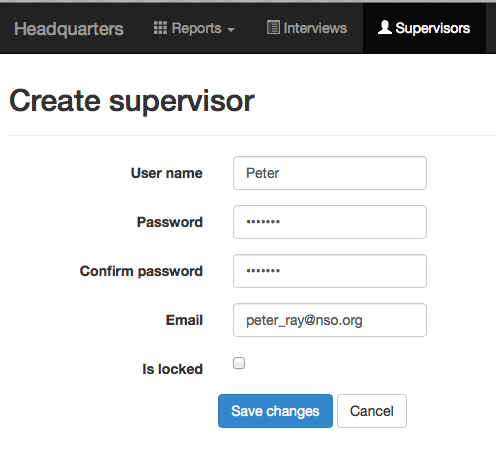 Headquarters Reports Interviews Supervisors
Create supervisor
User name Peter
Password •••••••
Confirm password •••••••
Email peter_ray@nso.org
Is locked
Save changes Cancel